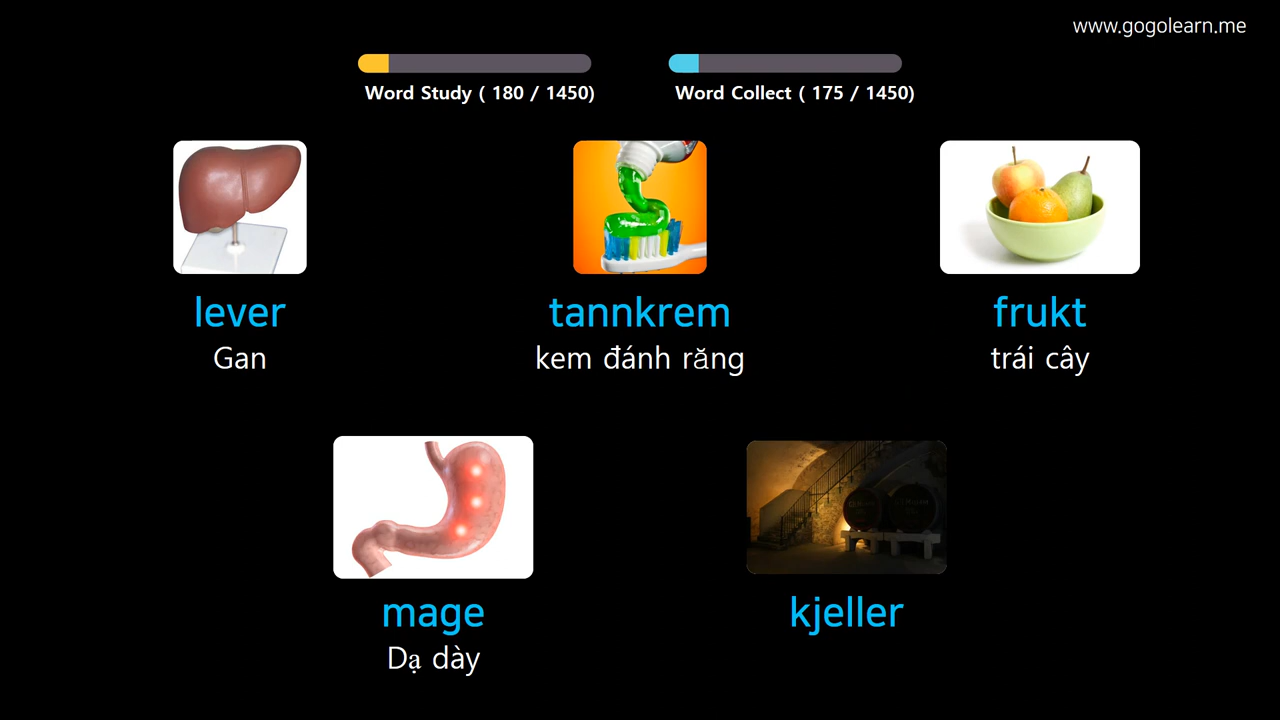 www.gogolearn.me
Word Study ( 180 / 1450)
Word Collect ( 175 / 1450)
lever
Gan
tannkrem
kem đánh răng
frukt
trái cây
mage
Dạ dày
kjeller